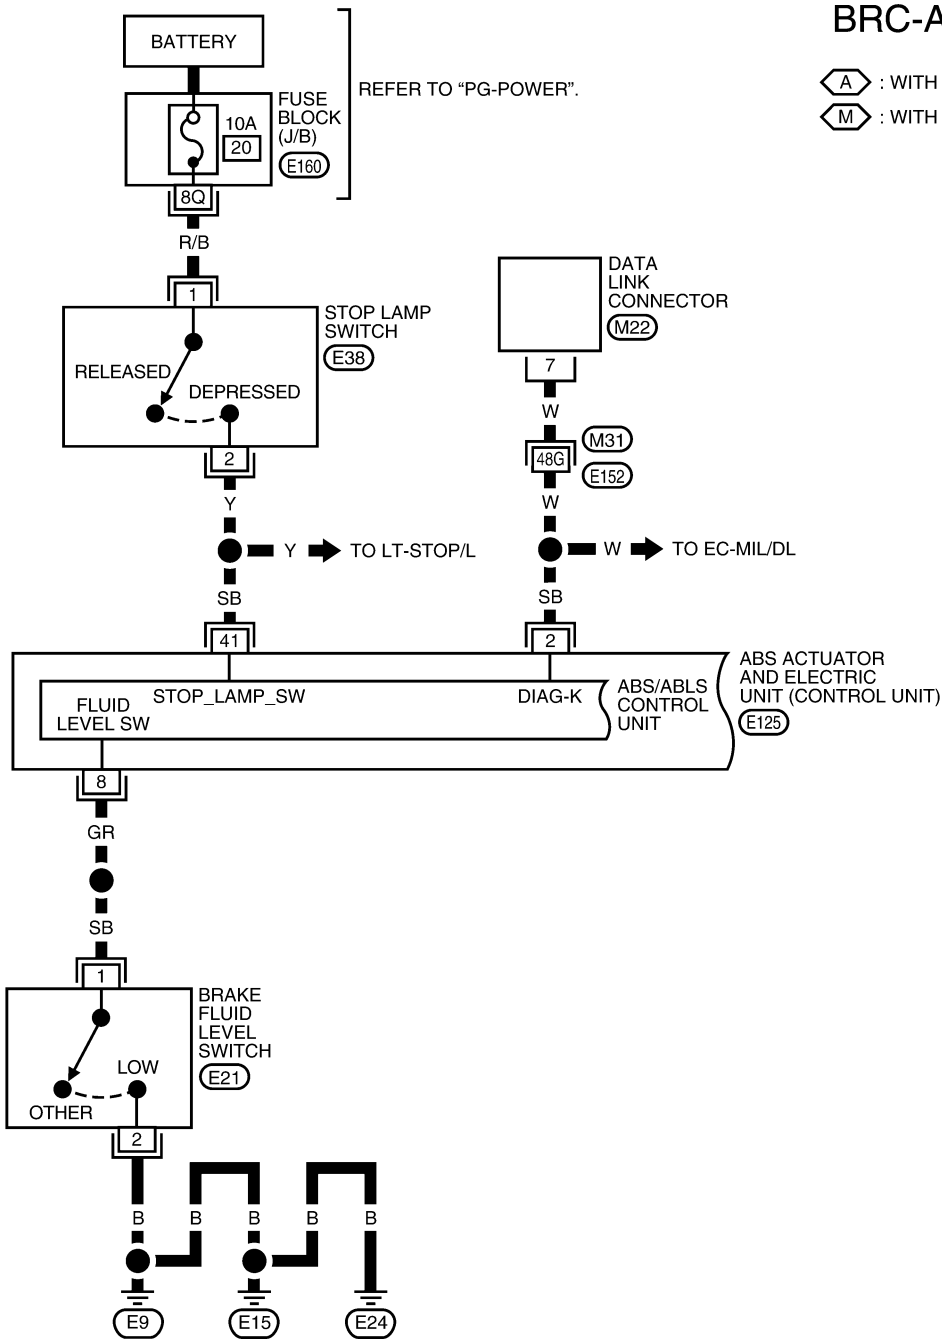 BRC-A
BATTERY
A : WITH
M : WITH
REFER TO “PG-POWER”.
FUSE
BLOCK
(J/B)
10A
20
E160
8Q
R/B
1
STOP LAMP
SWITCH
E38
RELEASED
DEPRESSED
2
Y
Y
TO LT-STOP/L
SB
41
DATA
LINK
CONNECTOR
M22
7
W
M31
48G
E152
W
W
TO EC-MIL/DL
SB
2
ABS ACTUATOR
AND ELECTRIC
UNIT (CONTROL UNIT)
E125
FLUID
LEVEL SW
STOP_LAMP_SW
DIAG-K
ABS/ABLS
CONTROL
UNIT
8
GR
SB
1
BRAKE
FLUID
LEVEL
SWITCH
E21
LOW
OTHER
2
B B B B B
E9 E15 E24